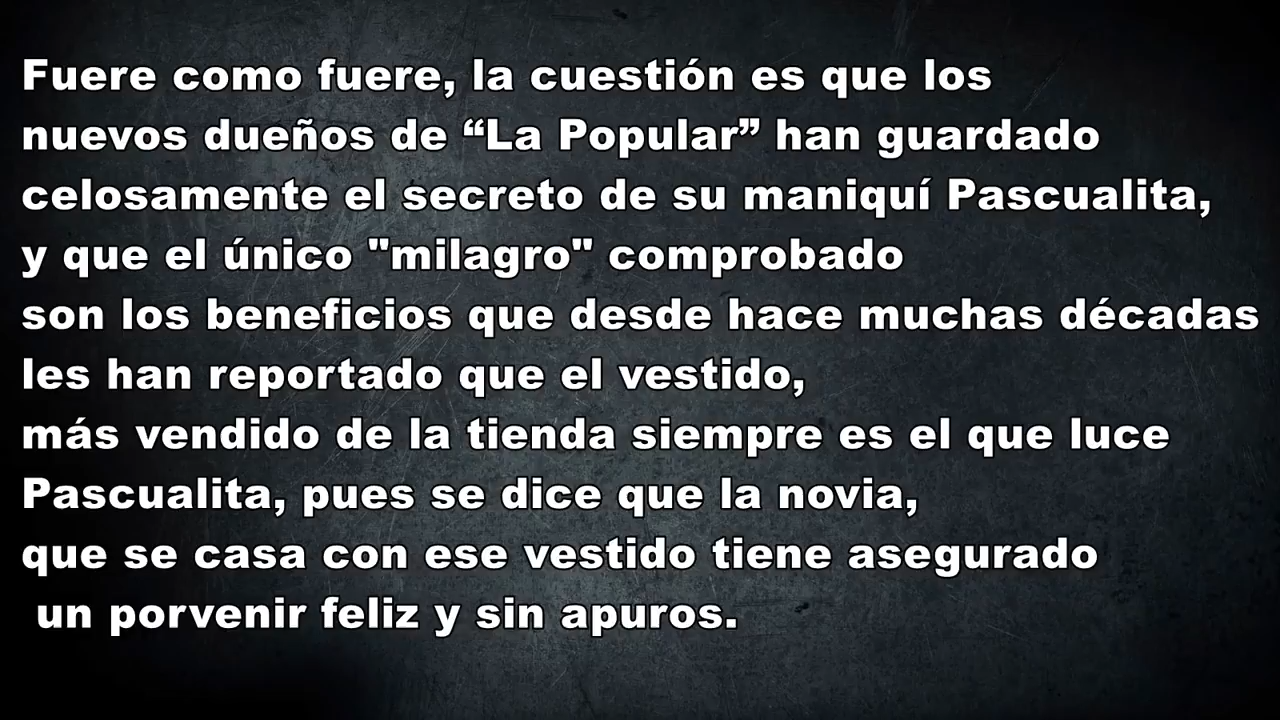 Fuere como fuere, la cuestión es que los
nuevos dueños de “La Popular” han guardado
celosamente el secreto de su maniquí Pascualita,
y que el único "milagro" comprobado
son los beneficios que desde hace muchas décadas
les han reportado que el vestido,
más vendido de la tienda siempre es el que luce
Pascualita, pues se dice que la novia,
que se casa con ese vestido tiene asegurado
un porvenir feliz y sin apuros.